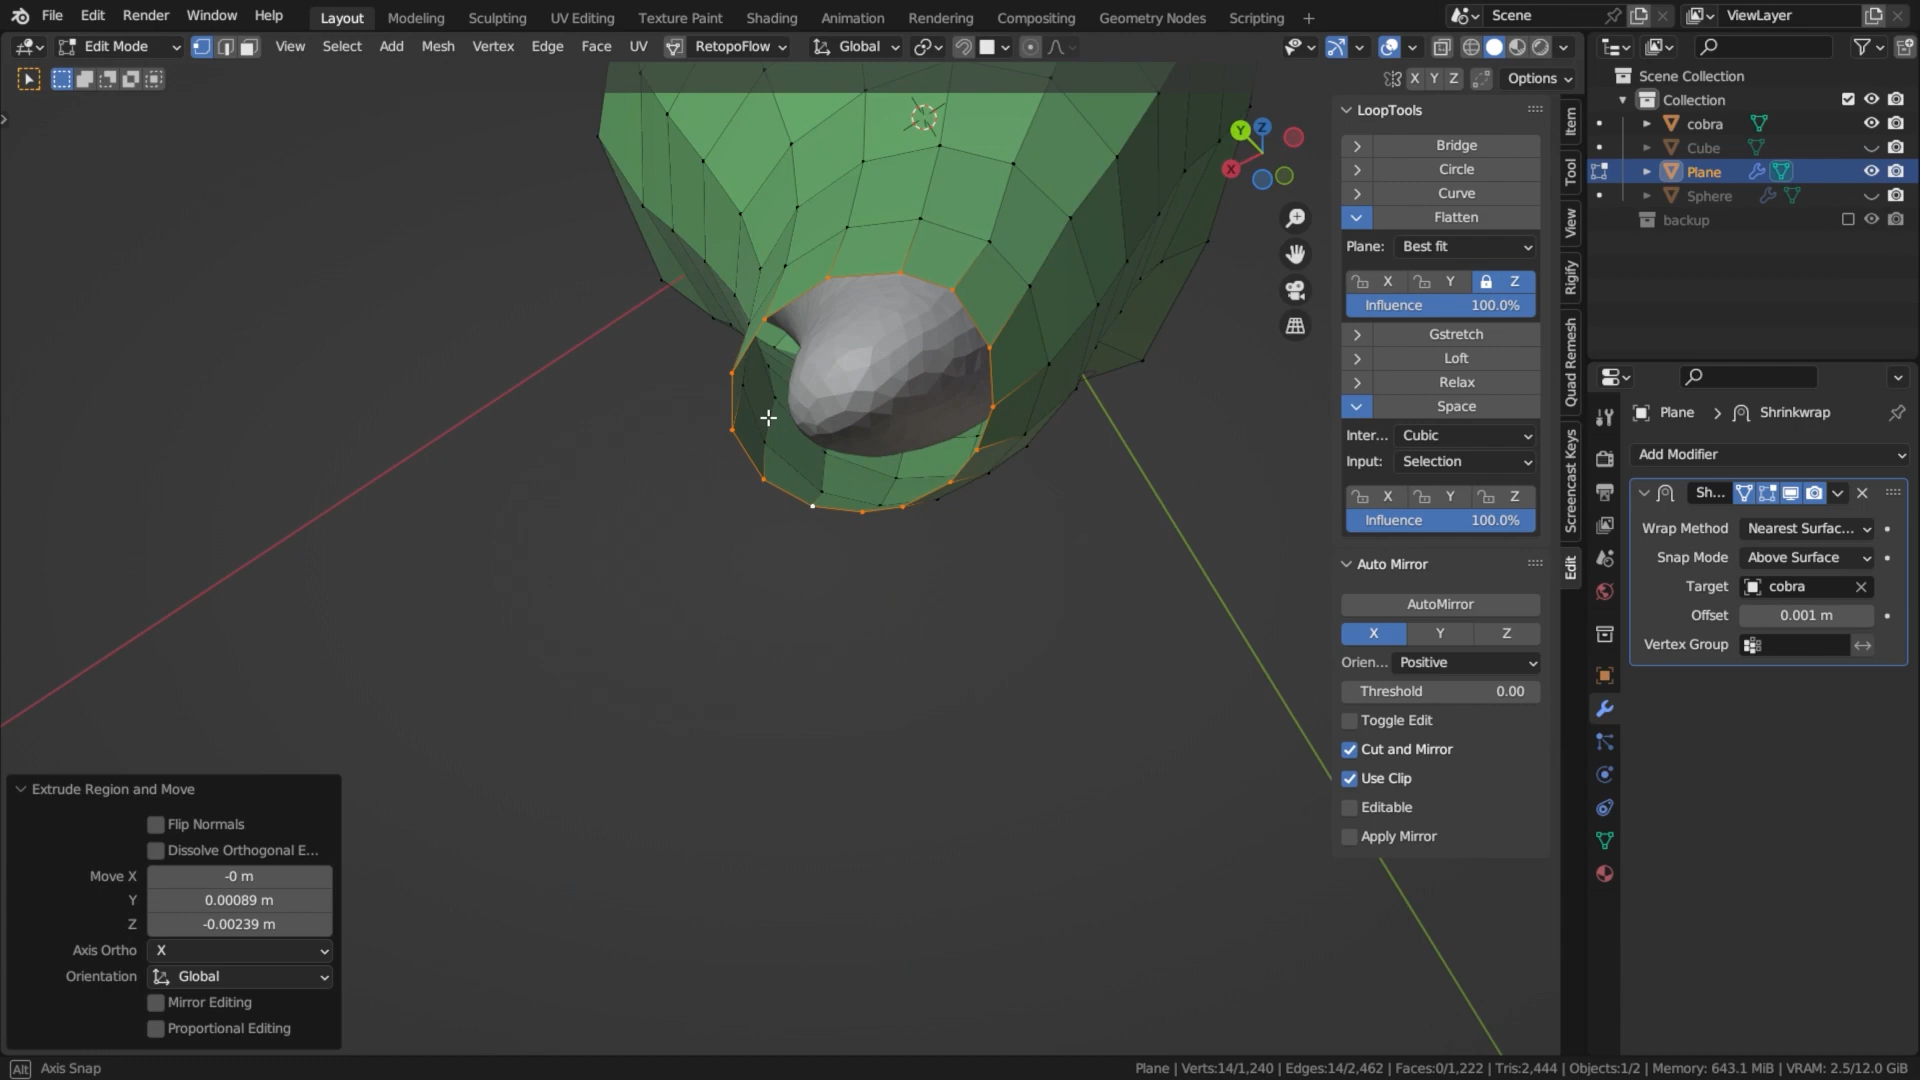 File Edit Render Window Help Layout Modeling Sculpting UV Editing Texture Paint Shading Animation Rendering Compositing Geometry Nodes Scripting + Scene ViewLayer
Edit Mode View Select Add Mesh Vertex Edge Face UV RetopoFlow Global
X Y Z Options
Y Z X
LoopTools
Bridge
Circle
Curve
Flatten
Plane: Best fit
X Y Z
Influence 100.0%
Gstretch
Loft
Relax
Space
Inter... Cubic
Input: Selection
X Y Z
Influence 100.0%
Auto Mirror
AutoMirror
X Y Z
Orien... Positive
Threshold 0.00
Toggle Edit
Cut and Mirror
Use Clip
Editable
Apply Mirror
Item
Tool
View
Rigify
Quad Remesh
Screencast Keys
Edit
Scene Collection
Collection
cobra
Cube
Plane
Sphere
backup
Plane > Shrinkwrap
Add Modifier
Sh...
Wrap Method Nearest Surfac...
Snap Mode Above Surface
Target cobra
Offset 0.001 m
Vertex Group
Extrude Region and Move
Flip Normals
Dissolve Orthogonal E...
Move X -0 m
Y 0.00089 m
Z -0.00239 m
Axis Ortho X
Orientation Global
Mirror Editing
Proportional Editing
Alt Axis Snap
Plane | Verts:14/1,240 | Edges:14/2,462 | Faces:0/1,222 | Tris:2,444 | Objects:1/2 | Memory: 643.1 MiB | VRAM: 2.5/12.0 GiB